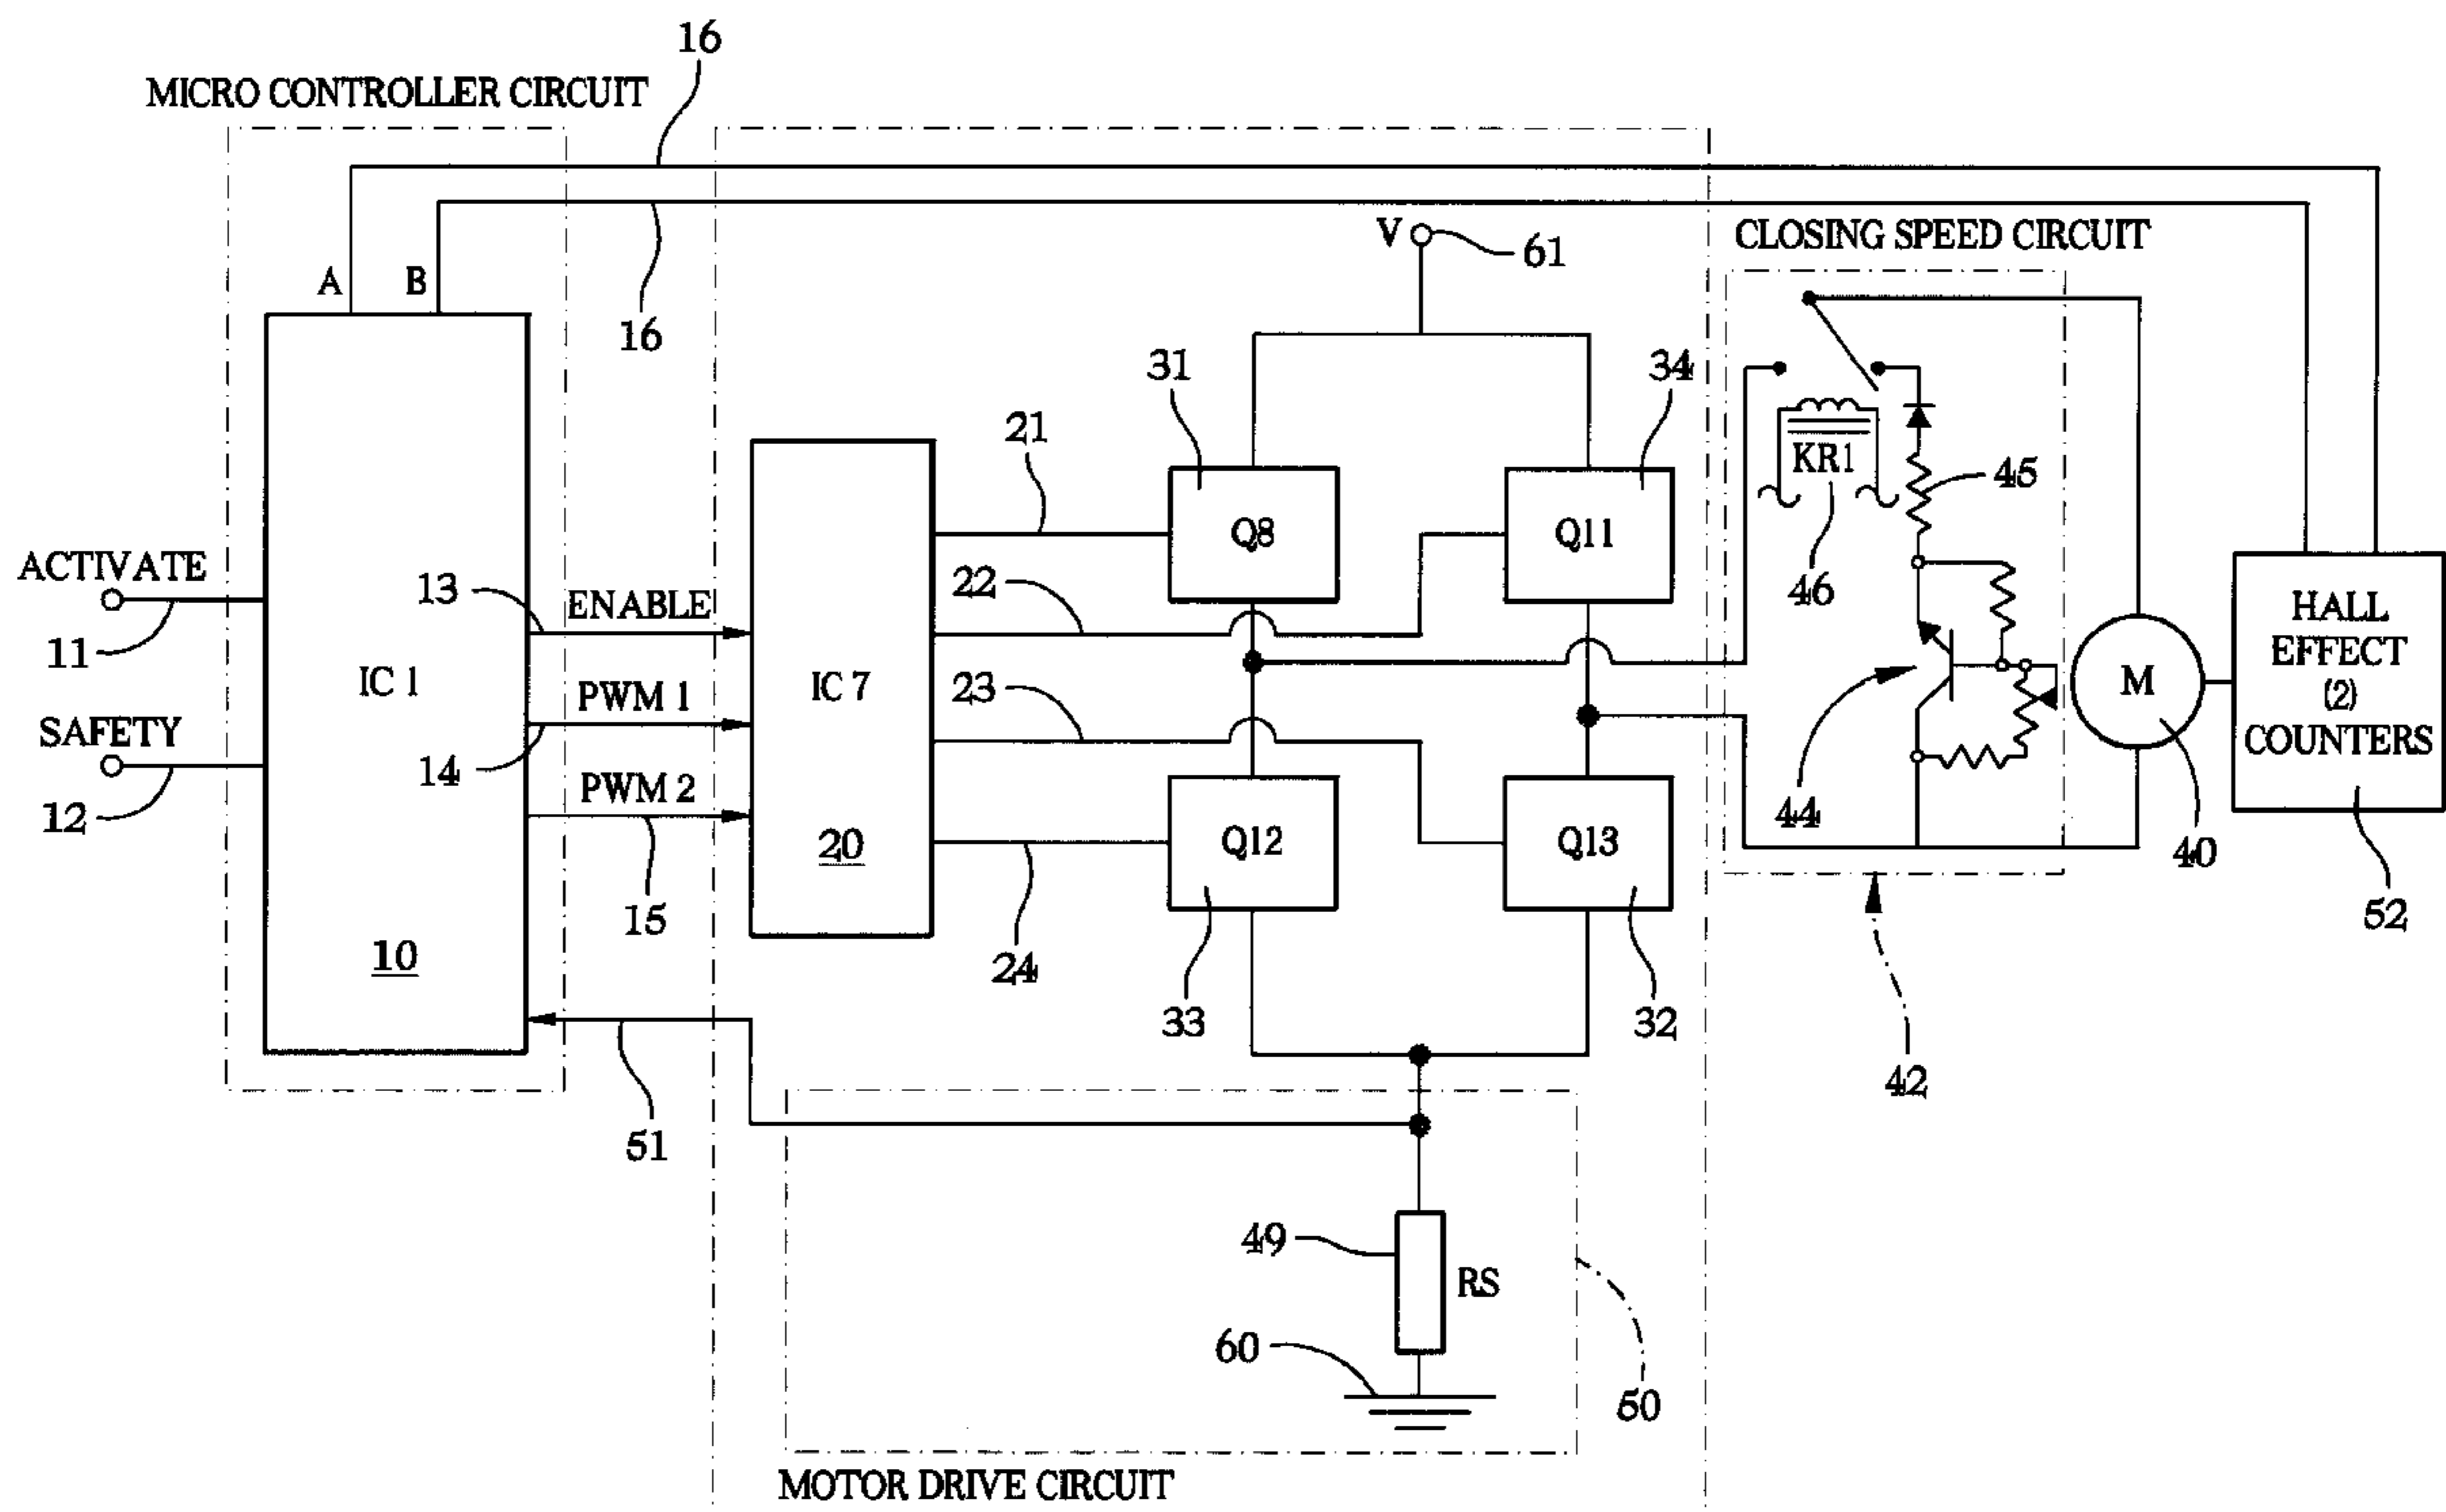 16
MICRO CONTROLLER CIRCUIT
16
A
B
V
61
CLOSING SPEED CIRCUIT
31
34
21
KR1
45
46
Q8
Q11
ACTIVATE
11
13
ENABLE
22
HALL
EFFECT
(2)
COUNTERS
IC 1
PWM 1
IC 7
23
M
SAFETY
12
14
PWM 2
20
Q12
Q13
44
40
15
10
24
33
32
52
42
51
49
RS
60
50
MOTOR DRIVE CIRCUIT